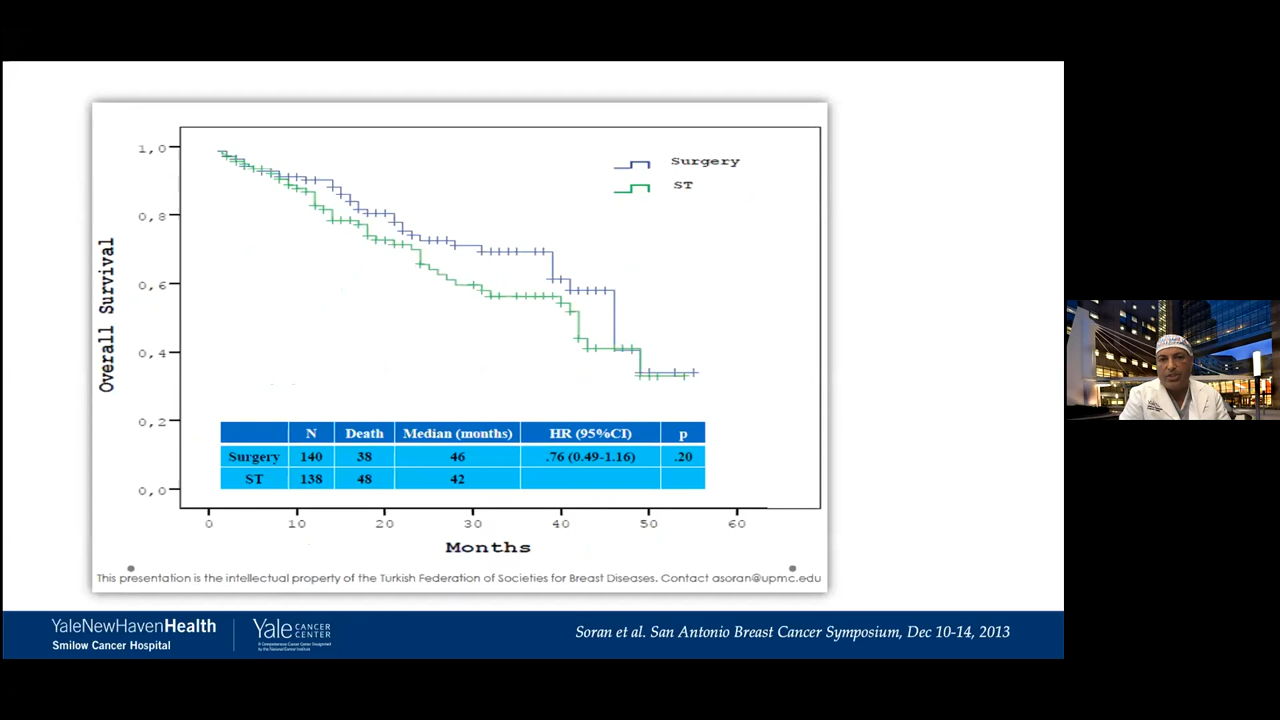 Surgery
ST
1,0
0,8
0,6
0,4
0,2
0,0
Overall Survival
N Death Median (months) HR (95%CI) p
Surgery 140 38 46 .76 (0.49-1.16) .20
ST 138 48 42
0 10 20 30 40 50 60
Months
This presentation is the intellectual property of the Turkish Federation of Societies for Breast Diseases. Contact asoran@upmc.edu
YaleNewHavenHealth
Smilow Cancer Hospital
Yale CANCER CENTER
Soran et al. San Antonio Breast Cancer Symposium, Dec 10-14, 2013